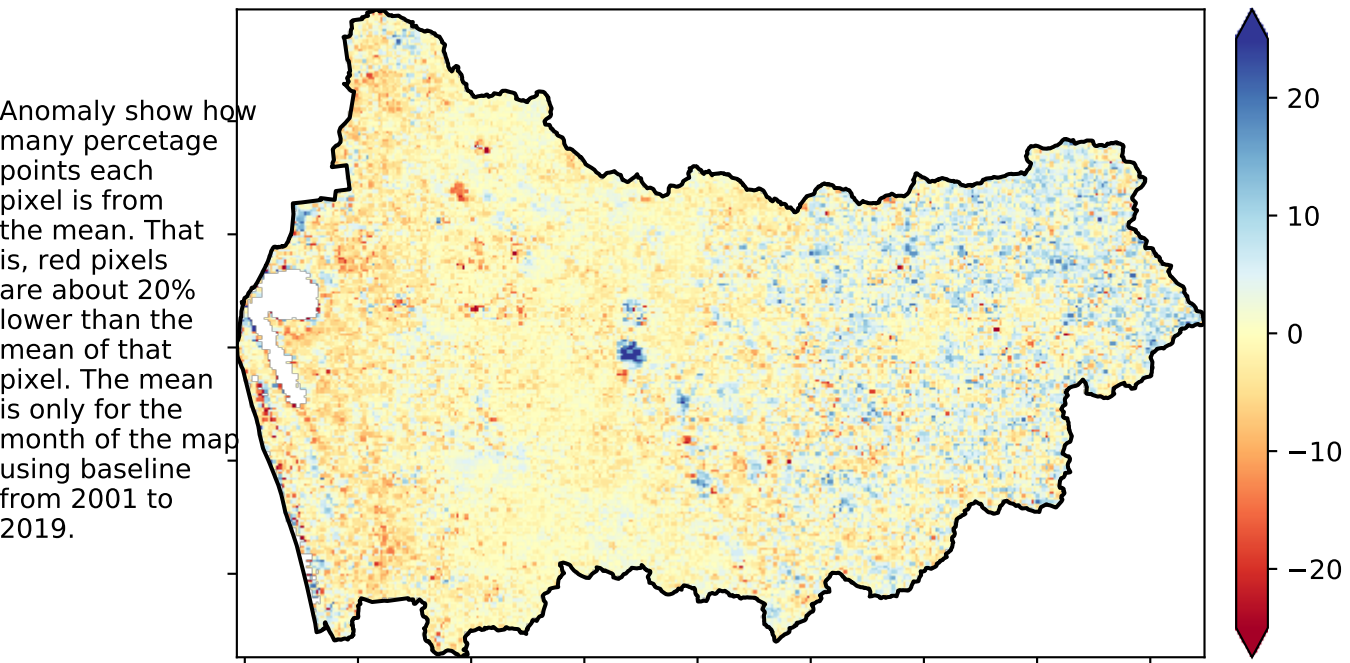 Anomaly show how
many percetage
points each
pixel is from
the mean. That
is, red pixels
are about 20%
lower than the
mean of that
pixel. The mean
is only for the
month of the map
using baseline
from 2001 to
2019.
20
10
0
−10
−20